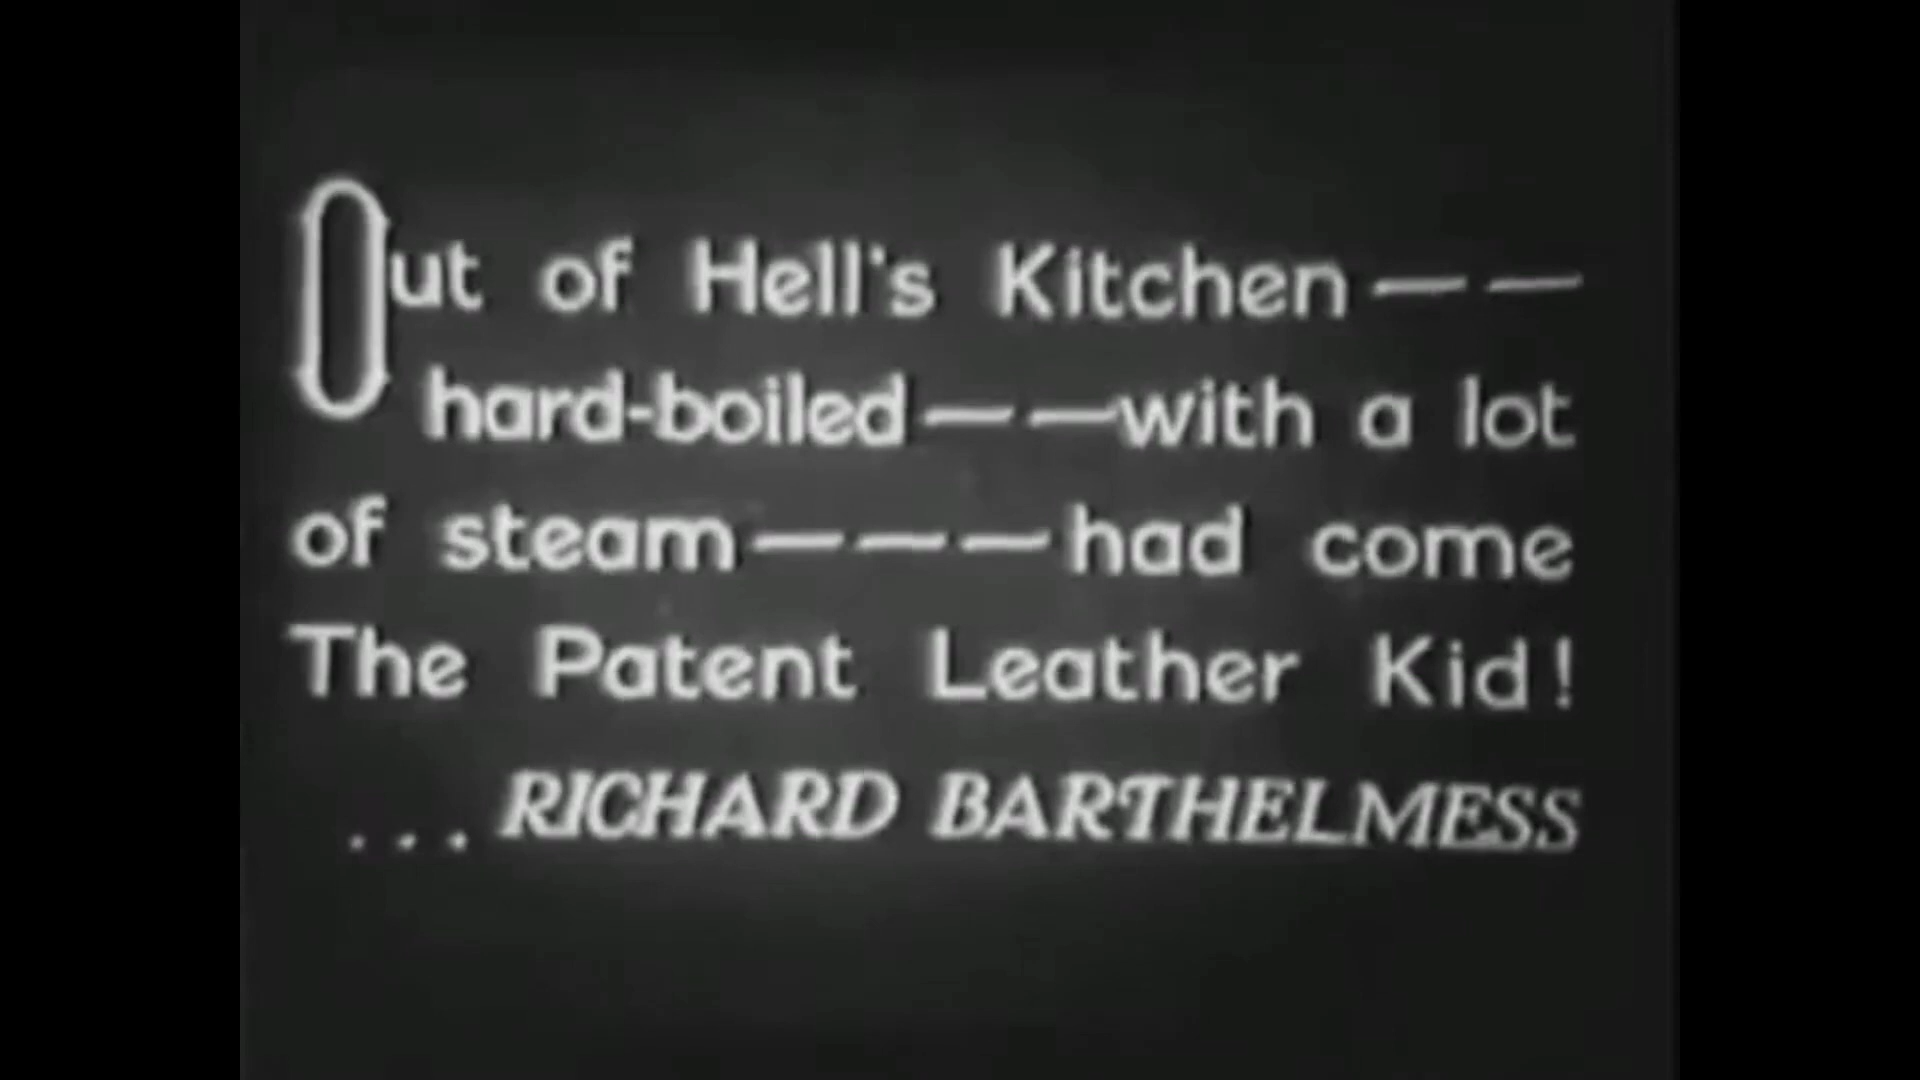 Out of Hell's Kitchen — —
hard-boiled — — with a lot
of steam — — — had come
The Patent Leather Kid!
... RICHARD BARTHELMESS